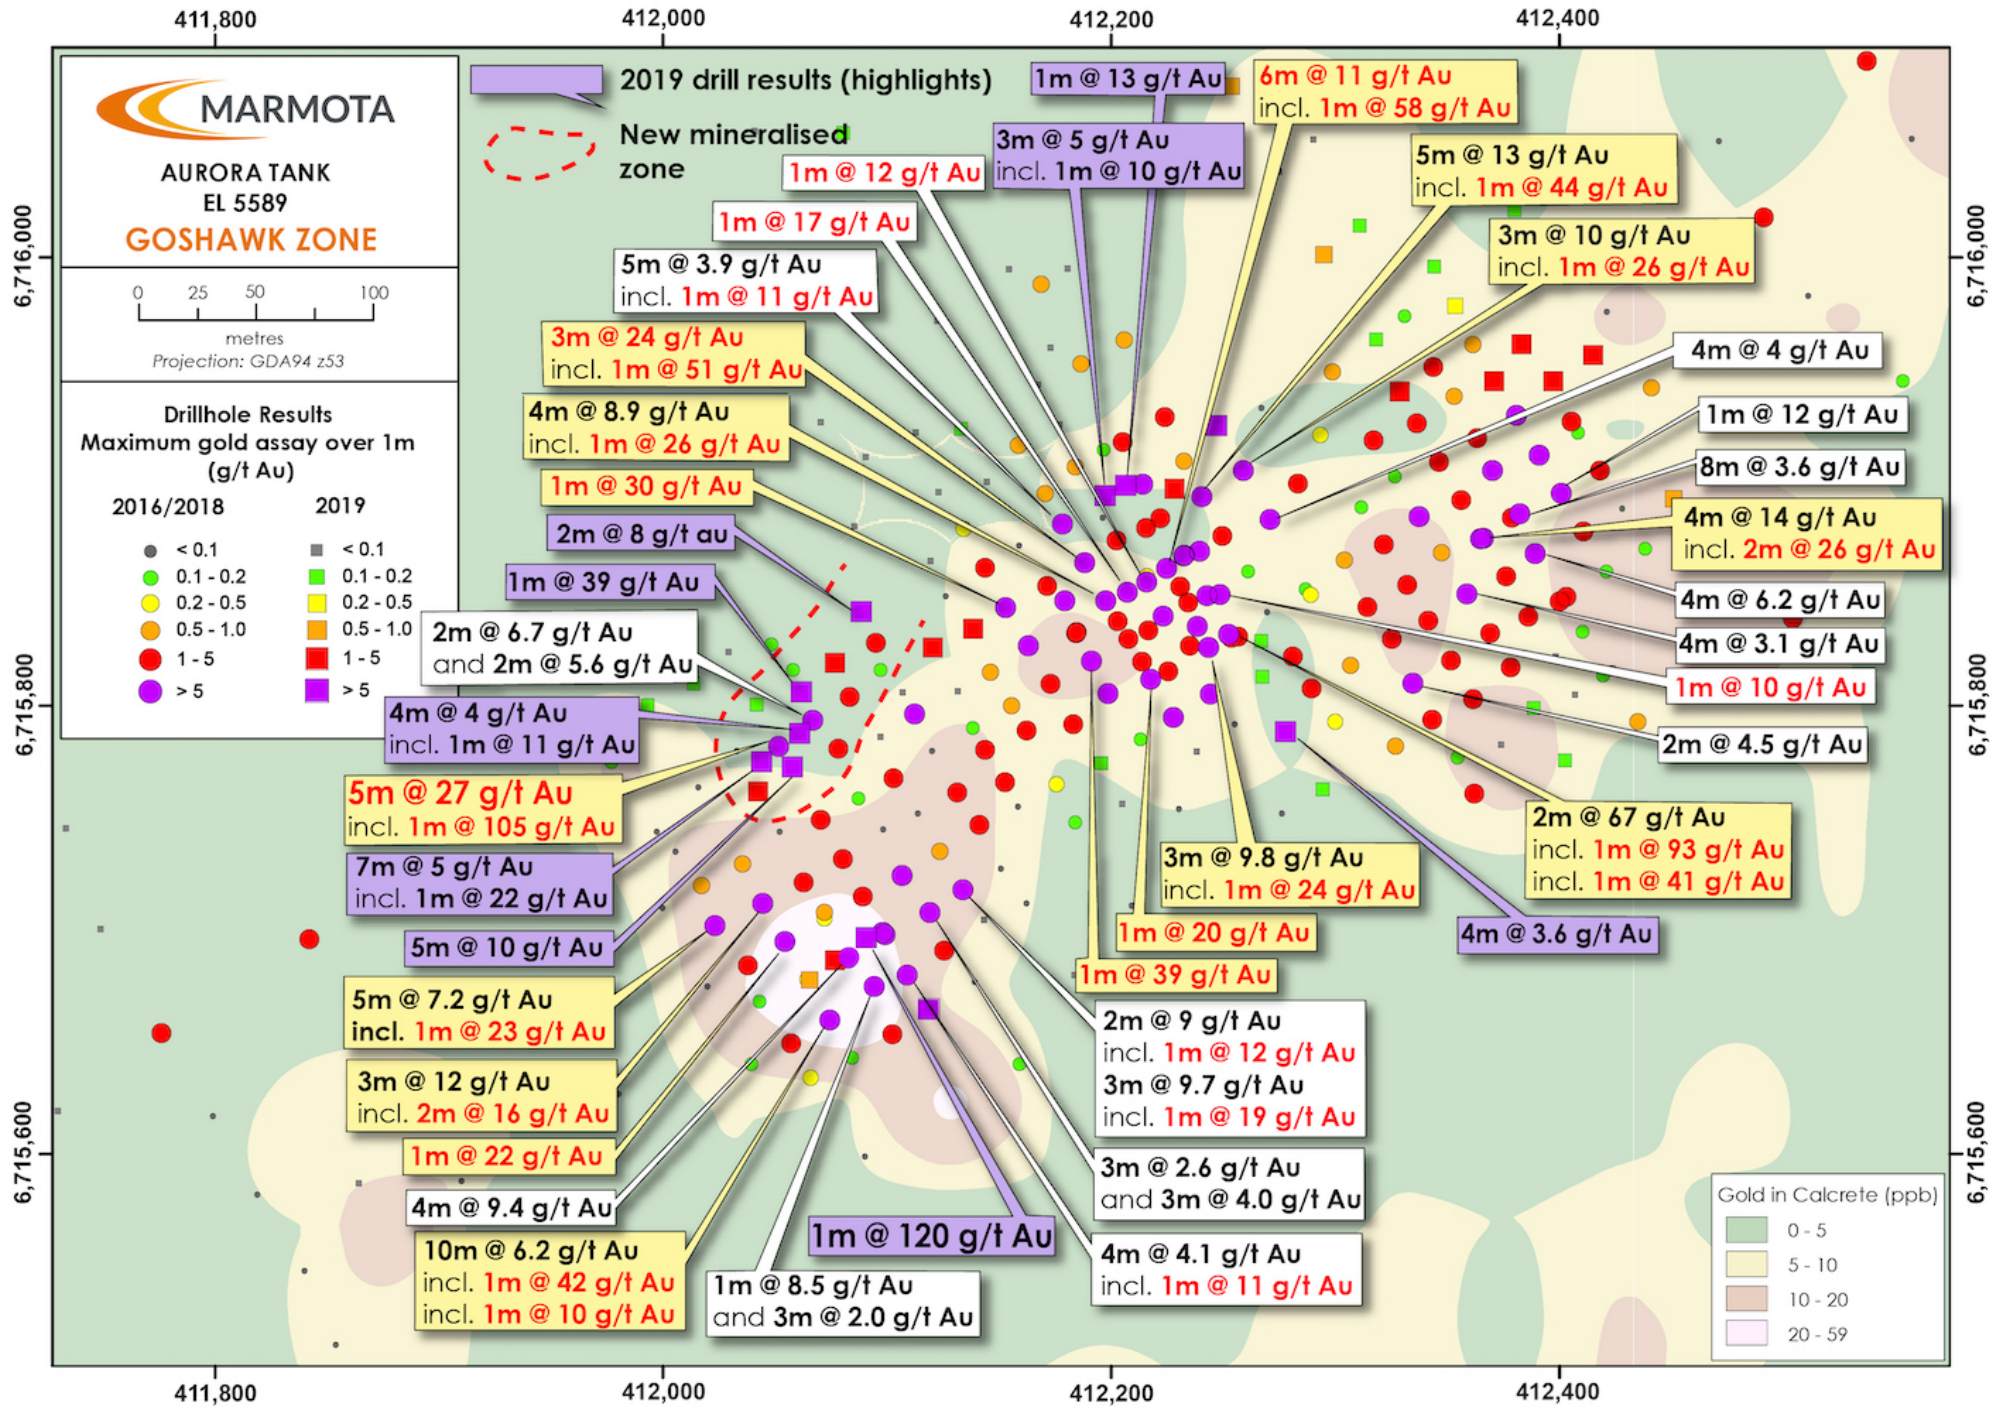 411,800
412,000
412,200
412,400
MARMOTA
AURORA TANK
EL 5589
GOSHAWK ZONE
0 25 50 100
metres
Projection: GDA94 z53
Drillhole Results
Maximum gold assay over 1m
(g/t Au)
2016/2018 2019
< 0.1 < 0.1
0.1 - 0.2 0.1 - 0.2
0.2 - 0.5 0.2 - 0.5
0.5 - 1.0 0.5 - 1.0
1 - 5 1 - 5
> 5 > 5
2019 drill results (highlights)
New mineralised
zone
1m @ 13 g/t Au
3m @ 5 g/t Au
incl. 1m @ 10 g/t Au
6m @ 11 g/t Au
incl. 1m @ 58 g/t Au
5m @ 13 g/t Au
incl. 1m @ 44 g/t Au
3m @ 10 g/t Au
incl. 1m @ 26 g/t Au
1m @ 12 g/t Au
1m @ 17 g/t Au
5m @ 3.9 g/t Au
incl. 1m @ 11 g/t Au
3m @ 24 g/t Au
incl. 1m @ 51 g/t Au
4m @ 8.9 g/t Au
incl. 1m @ 26 g/t Au
1m @ 30 g/t Au
2m @ 8 g/t au
1m @ 39 g/t Au
2m @ 6.7 g/t Au
and 2m @ 5.6 g/t Au
4m @ 4 g/t Au
incl. 1m @ 11 g/t Au
5m @ 27 g/t Au
incl. 1m @ 105 g/t Au
7m @ 5 g/t Au
incl. 1m @ 22 g/t Au
5m @ 10 g/t Au
5m @ 7.2 g/t Au
incl. 1m @ 23 g/t Au
3m @ 12 g/t Au
incl. 2m @ 16 g/t Au
1m @ 22 g/t Au
4m @ 9.4 g/t Au
10m @ 6.2 g/t Au
incl. 1m @ 42 g/t Au
incl. 1m @ 10 g/t Au
1m @ 8.5 g/t Au
and 3m @ 2.0 g/t Au
1m @ 120 g/t Au
4m @ 4 g/t Au
1m @ 12 g/t Au
8m @ 3.6 g/t Au
4m @ 14 g/t Au
incl. 2m @ 26 g/t Au
4m @ 6.2 g/t Au
4m @ 3.1 g/t Au
1m @ 10 g/t Au
2m @ 4.5 g/t Au
2m @ 67 g/t Au
incl. 1m @ 93 g/t Au
incl. 1m @ 41 g/t Au
3m @ 9.8 g/t Au
incl. 1m @ 24 g/t Au
1m @ 20 g/t Au
4m @ 3.6 g/t Au
1m @ 39 g/t Au
2m @ 9 g/t Au
incl. 1m @ 12 g/t Au
3m @ 9.7 g/t Au
incl. 1m @ 19 g/t Au
3m @ 2.6 g/t Au
and 3m @ 4.0 g/t Au
4m @ 4.1 g/t Au
incl. 1m @ 11 g/t Au
Gold in Calcrete (ppb)
0 - 5
5 - 10
10 - 20
20 - 59
6,716,000
6,715,800
6,715,600
6,716,000
6,715,800
6,715,600
411,800
412,000
412,200
412,400